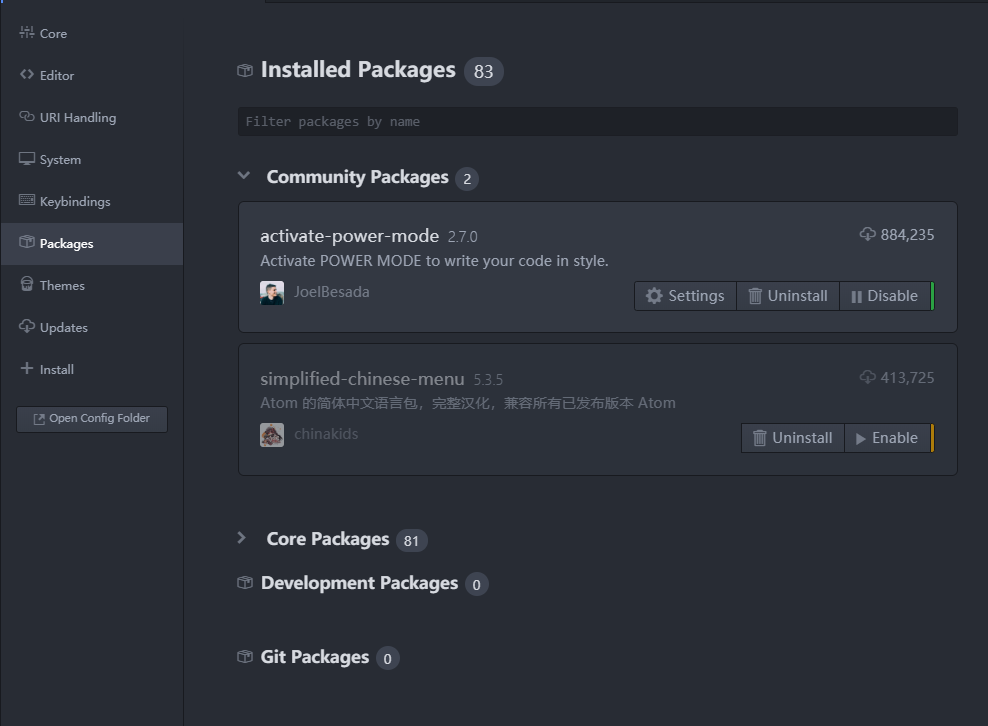 Core
Editor
URI Handling
System
Keybindings
Packages
Themes
Updates
Install
Open Config Folder
Installed Packages 83
Filter packages by name
Community Packages 2
activate-power-mode 2.7.0 884,235
Activate POWER MODE to write your code in style.
JoelBesada
Settings Uninstall Disable
simplified-chinese-menu 5.3.5 413,725
Atom 的简体中文语言包，完整汉化，兼容所有已发布版本 Atom
chinakids
Uninstall Enable
Core Packages 81
Development Packages 0
Git Packages 0